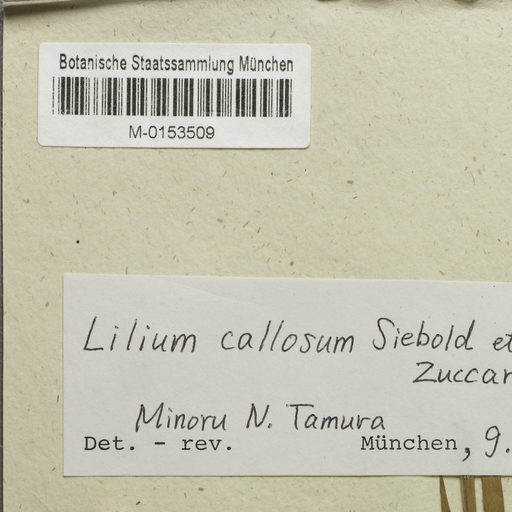 Botanische Staatssammlung München
M-0153509
Lilium callosum Siebold et
Zuccar
Minoru N. Tamura
Det. - rev. München, 9.